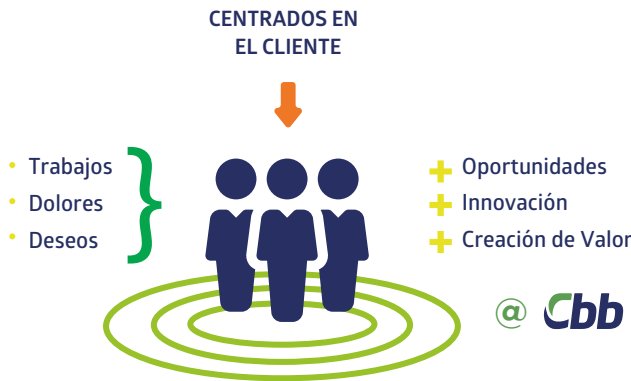 CENTRADOS EN
EL CLIENTE
Trabajos
Dolores
Deseos
Oportunidades
Innovación
Creación de Valor
@ Cbb